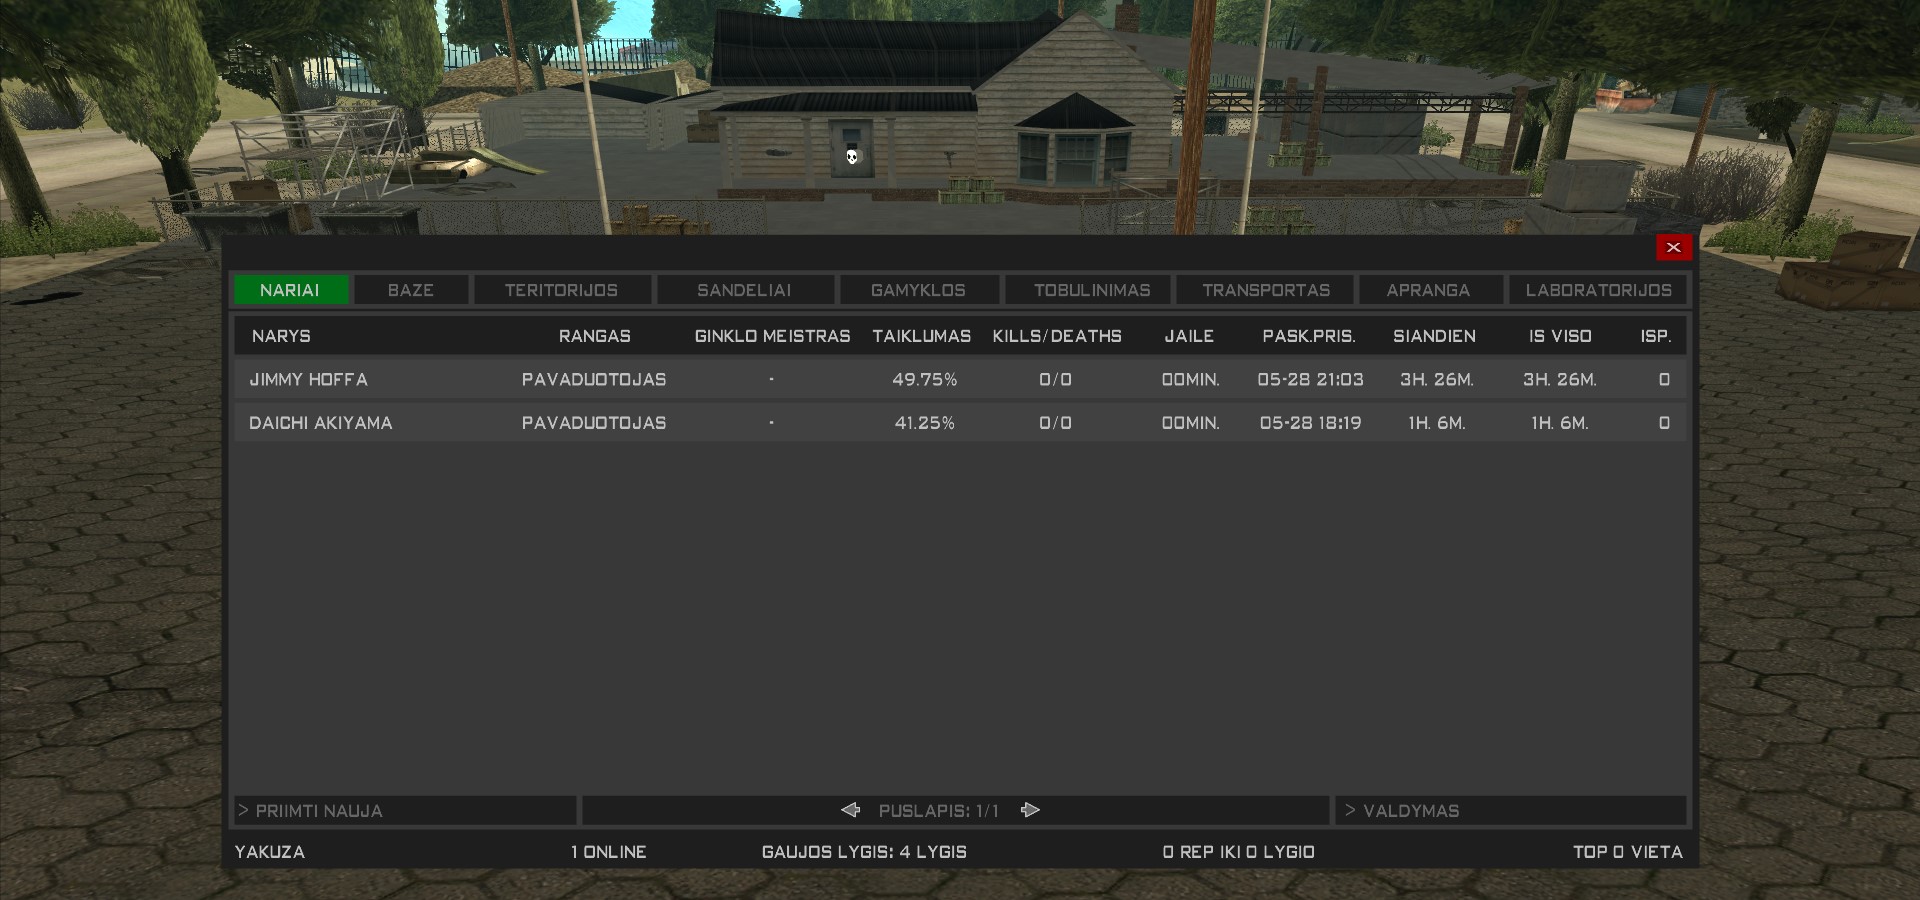 X
NARIAI BAZE TERITORIJOS SANDELIAI GAMYKLOS TOBULINIMAS TRANSPORTAS APRANGA LABORATORIJOS
NARYS RANGAS GINKLO MEISTRAS TAIKLUMAS KILLS/DEATHS JAILE PASK.PRIS. SIANDIEN IS VISO ISP.
JIMMY HOFFA PAVADUOTOJAS - 49.75% 0/0 00MIN. 05-28 21:03 3H. 26M. 3H. 26M. 0
DAICHI AKIYAMA PAVADUOTOJAS - 41.25% 0/0 00MIN. 05-28 18:19 1H. 6M. 1H. 6M. 0
> PRIIMTI NAUJA PUSLAPIS: 1/1 > VALDYMAS
YAKUZA 1 ONLINE GAUJOS LYGIS: 4 LYGIS 0 REP IKI 0 LYGIO TOP 0 VIETA